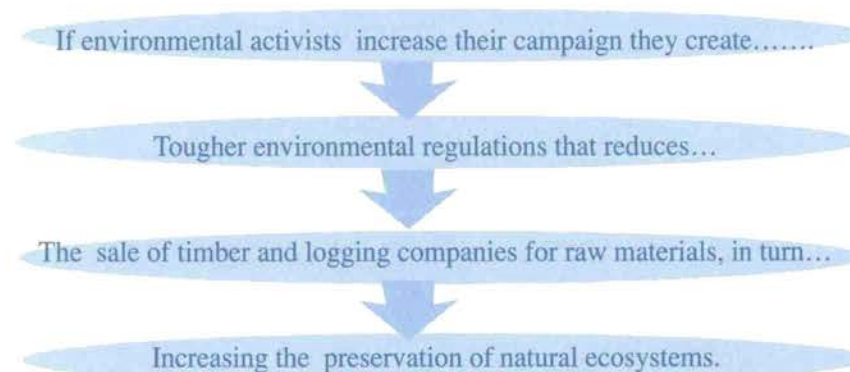 If environmental activists increase their campaign they create.......
Tougher environmental regulations that reduces...
The sale of timber and logging companies for raw materials, in turn...
Increasing the preservation of natural ecosystems.